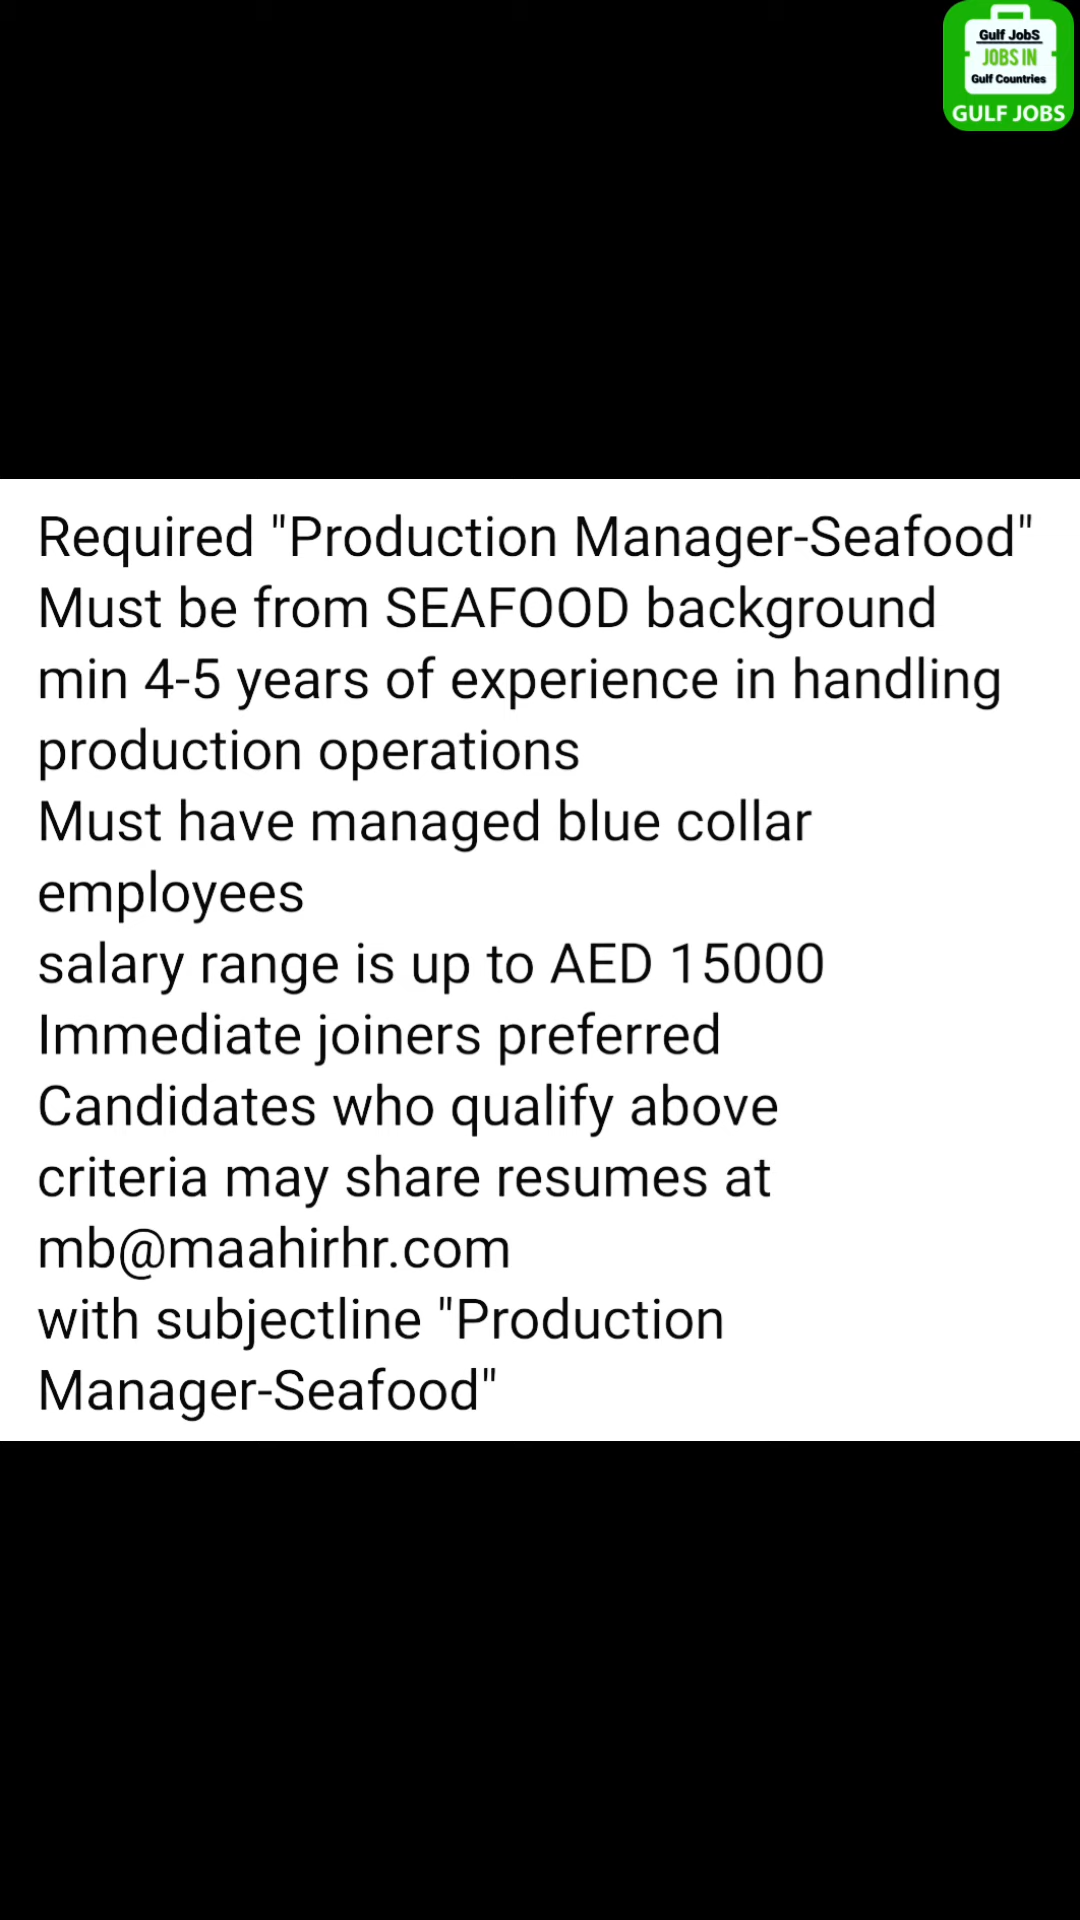 Gulf JobS
JOBS IN
Gulf Countries
GULF JOBS
Required "Production Manager-Seafood"
Must be from SEAFOOD background
min 4-5 years of experience in handling
production operations
Must have managed blue collar
employees
salary range is up to AED 15000
Immediate joiners preferred
Candidates who qualify above
criteria may share resumes at
mb@maahirhr.com
with subjectline "Production
Manager-Seafood"